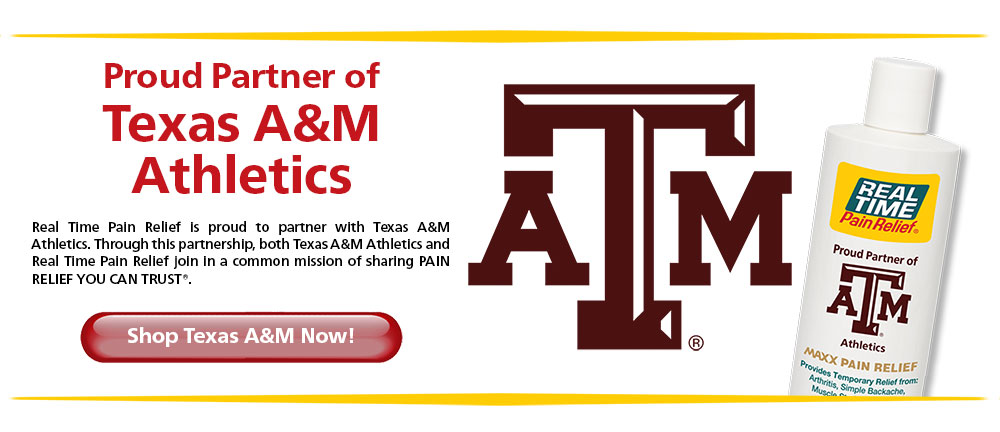 Proud Partner of
Texas A&M
Athletics
Real Time Pain Relief is proud to partner with Texas A&M
Athletics. Through this partnership, both Texas A&M Athletics and
Real Time Pain Relief join in a common mission of sharing PAIN
RELIEF YOU CAN TRUST®.
Shop Texas A&M Now!
ATM
®
REAL
TIME
Pain Relief®
Proud Partner of
ATM
®
Athletics
MAXX PAIN RELIEF
Provides Temporary Relief from:
Arthritis, Simple Backache,
Muscle